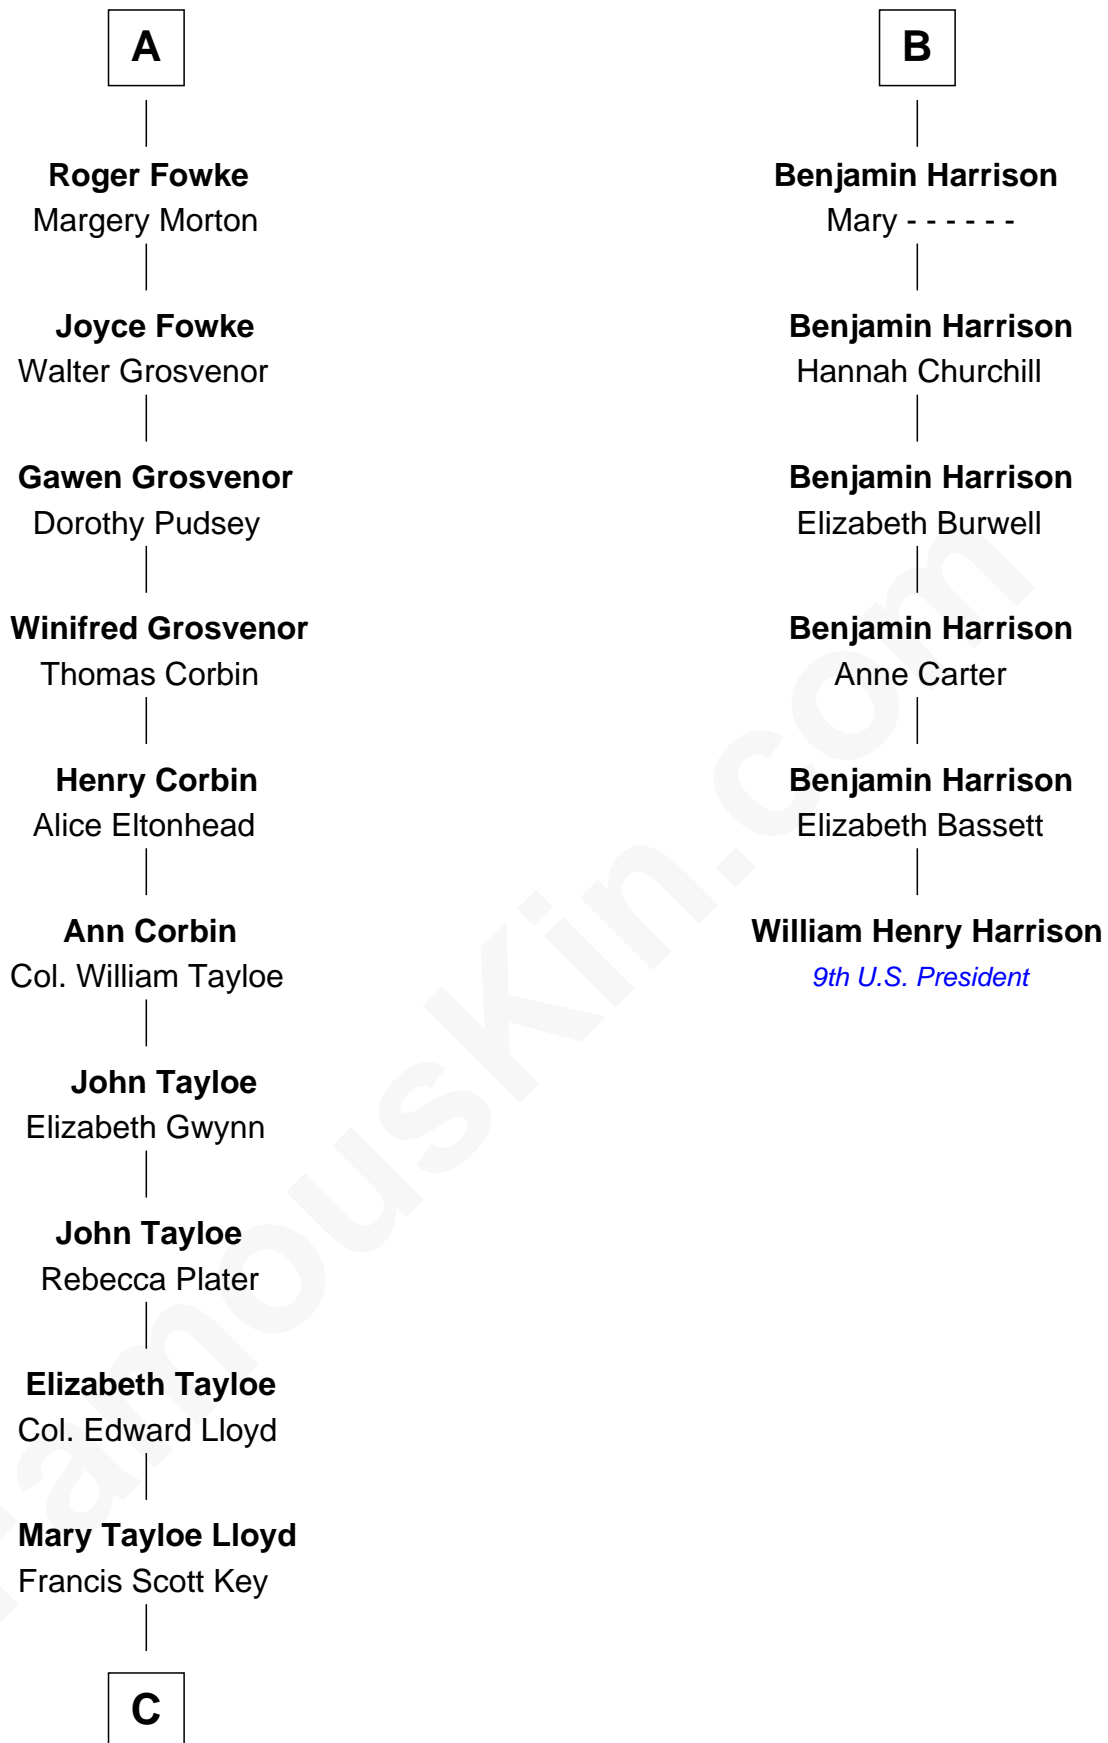 A
Roger Fowke
Margery Morton
Joyce Fowke
Walter Grosvenor
Gawen Grosvenor
Dorothy Pudsey
Winifred Grosvenor
Thomas Corbin
Henry Corbin
Alice Eltonhead
Ann Corbin
Col. William Tayloe
John Tayloe
Elizabeth Gwynn
John Tayloe
Rebecca Plater
Elizabeth Tayloe
Col. Edward Lloyd
Mary Tayloe Lloyd
Francis Scott Key
C
B
Benjamin Harrison
Mary - - - - - -
Benjamin Harrison
Hannah Churchill
Benjamin Harrison
Elizabeth Burwell
Benjamin Harrison
Anne Carter
Benjamin Harrison
Elizabeth Bassett
William Henry Harrison
9th U.S. President
FamousKin.com